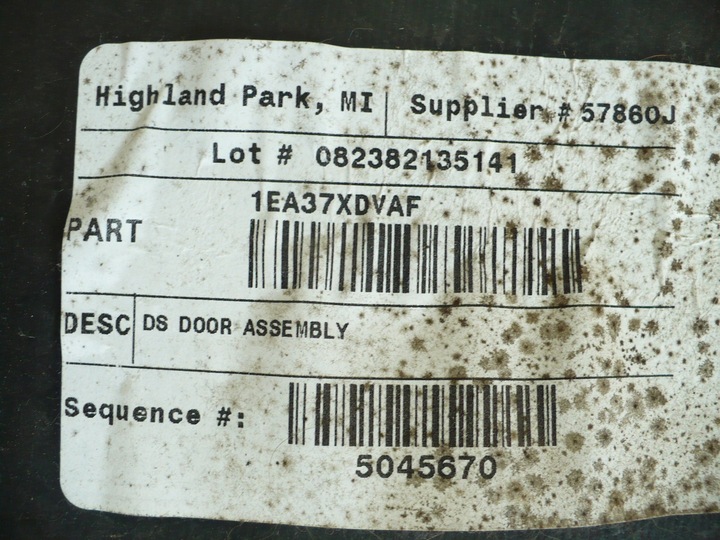 Highland Park, MI Supplier # 57860J
Lot # 082382135141
1EA37XDVAF
PART
DESC DS DOOR ASSEMBLY
Sequence #:
5045670